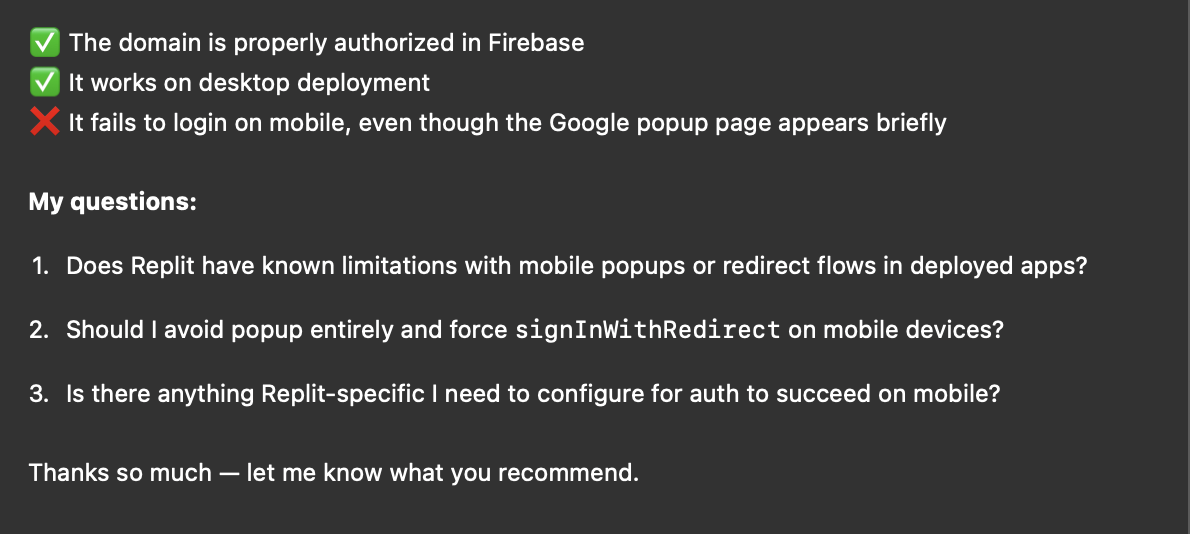 ✅ The domain is properly authorized in Firebase
✅ It works on desktop deployment
❌ It fails to login on mobile, even though the Google popup page appears briefly
My questions:
1. Does Replit have known limitations with mobile popups or redirect flows in deployed apps?
2. Should I avoid popup entirely and force signInWithRedirect on mobile devices?
3. Is there anything Replit-specific I need to configure for auth to succeed on mobile?
Thanks so much — let me know what you recommend.